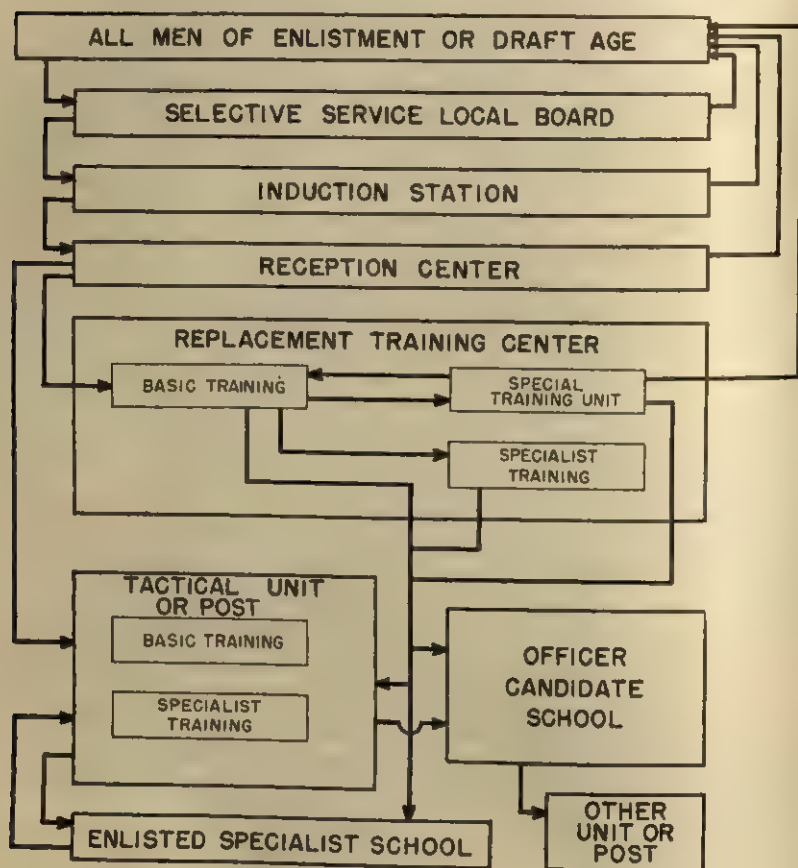 ALL MEN OF ENLISTMENT OR DRAFT AGE
SELECTIVE SERVICE LOCAL BOARD
INDUCTION STATION
RECEPTION CENTER
REPLACEMENT TRAINING CENTER
BASIC TRAINING
SPECIAL
TRAINING UNIT
SPECIALIST
TRAINING
TACTICAL UNIT
OR POST
BASIC TRAINING
SPECIALIST
TRAINING
OFFICER
CANDIDATE
SCHOOL
ENLISTED SPECIALIST SCHOOL
OTHER
UNIT OR
POST